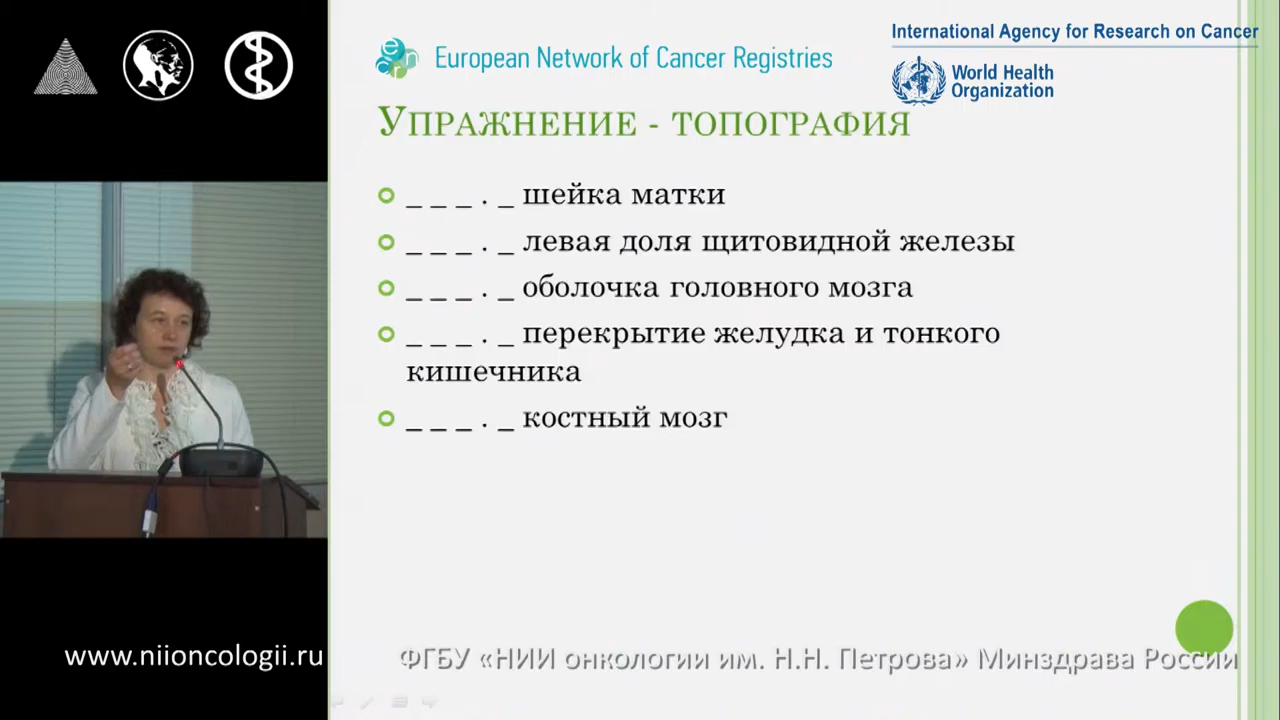 European Network of Cancer Registries
International Agency for Research on Cancer
World Health
Organization
Упражнение - топография
_ _ _ . _ шейка матки
_ _ _ . _ левая доля щитовидной железы
_ _ _ . _ оболочка головного мозга
_ _ _ . _ перекрытие желудка и тонкого
кишечника
_ _ _ . _ костный мозг
www.niioncologii.ru
ФГБУ «НИИ онкологии им. Н.Н. Петрова» Минздрава России